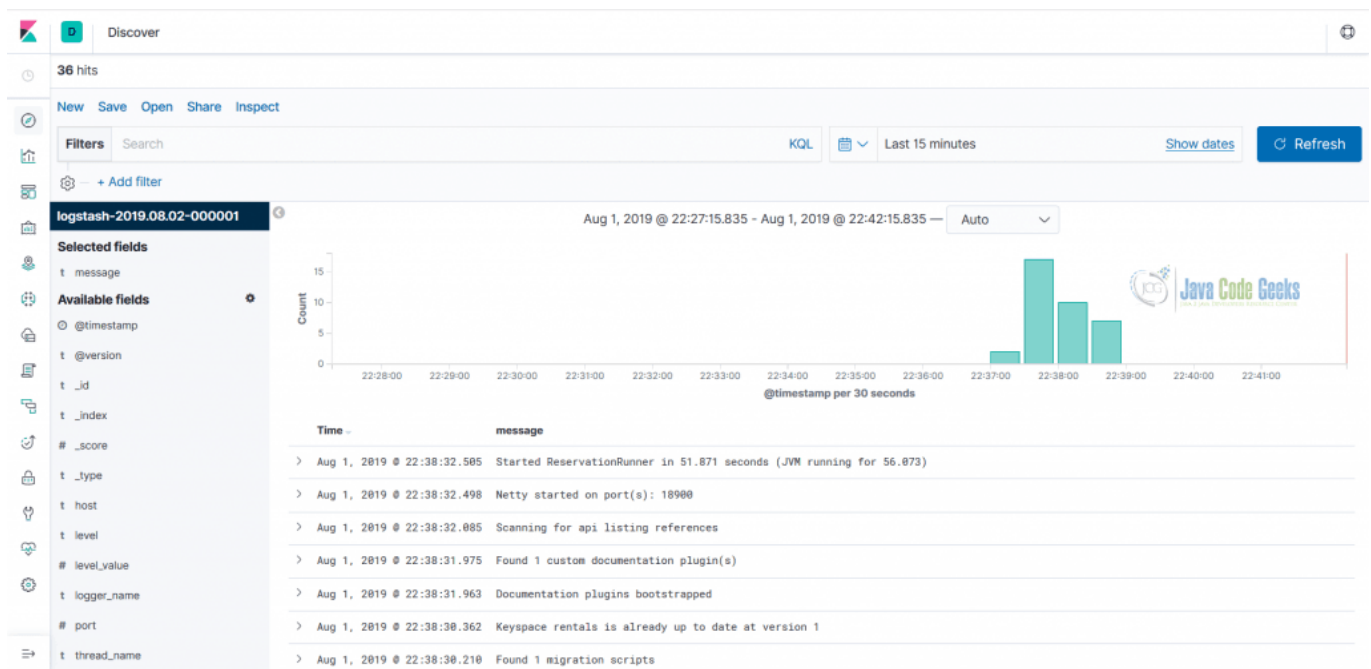 D Discover
36 hits
New Save Open Share Inspect
Filters Search KQL Last 15 minutes Show dates Refresh
+ Add filter
logstash-2019.08.02-000001
Selected fields
t message
Available fields
@timestamp
t @version
t _id
t _index
# _score
t _type
t host
t level
# level_value
t logger_name
# port
t thread_name
Aug 1, 2019 @ 22:27:15.835 - Aug 1, 2019 @ 22:42:15.835 — Auto
Count
15
10
5
0
22:28:00 22:29:00 22:30:00 22:31:00 22:32:00 22:33:00 22:34:00 22:35:00 22:36:00 22:37:00 22:38:00 22:39:00 22:40:00 22:41:00
@timestamp per 30 seconds
JCG Java Code Geeks
Time message
Aug 1, 2019 @ 22:38:32.505 Started ReservationRunner in 51.871 seconds (JVM running for 56.073)
Aug 1, 2019 @ 22:38:32.498 Netty started on port(s): 18900
Aug 1, 2019 @ 22:38:32.085 Scanning for api listing references
Aug 1, 2019 @ 22:38:31.975 Found 1 custom documentation plugin(s)
Aug 1, 2019 @ 22:38:31.963 Documentation plugins bootstrapped
Aug 1, 2019 @ 22:38:30.362 Keyspace rentals is already up to date at version 1
Aug 1, 2019 @ 22:38:30.210 Found 1 migration scripts